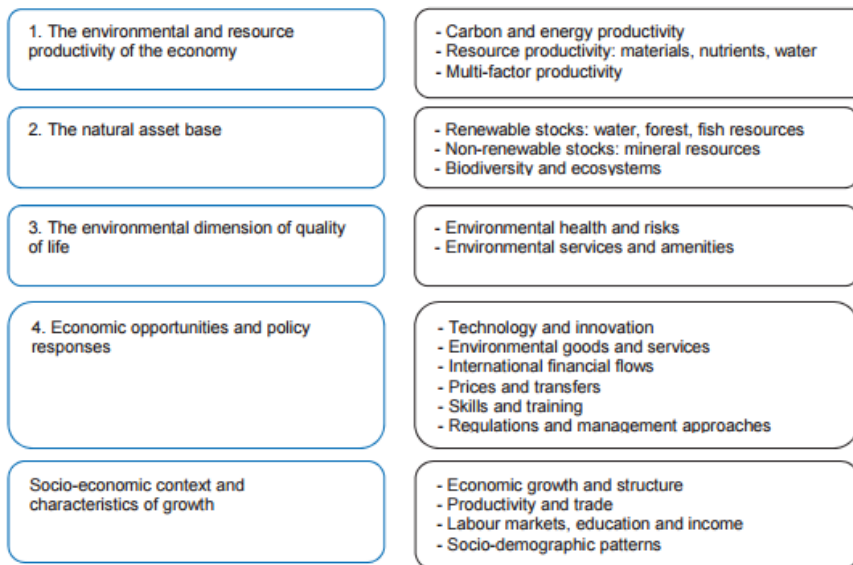 1. The environmental and resource
productivity of the economy
- Carbon and energy productivity
- Resource productivity: materials, nutrients, water
- Multi-factor productivity
2. The natural asset base
- Renewable stocks: water, forest, fish resources
- Non-renewable stocks: mineral resources
- Biodiversity and ecosystems
3. The environmental dimension of quality
of life
- Environmental health and risks
- Environmental services and amenities
4. Economic opportunities and policy
responses
- Technology and innovation
- Environmental goods and services
- International financial flows
- Prices and transfers
- Skills and training
- Regulations and management approaches
Socio-economic context and
characteristics of growth
- Economic growth and structure
- Productivity and trade
- Labour markets, education and income
- Socio-demographic patterns